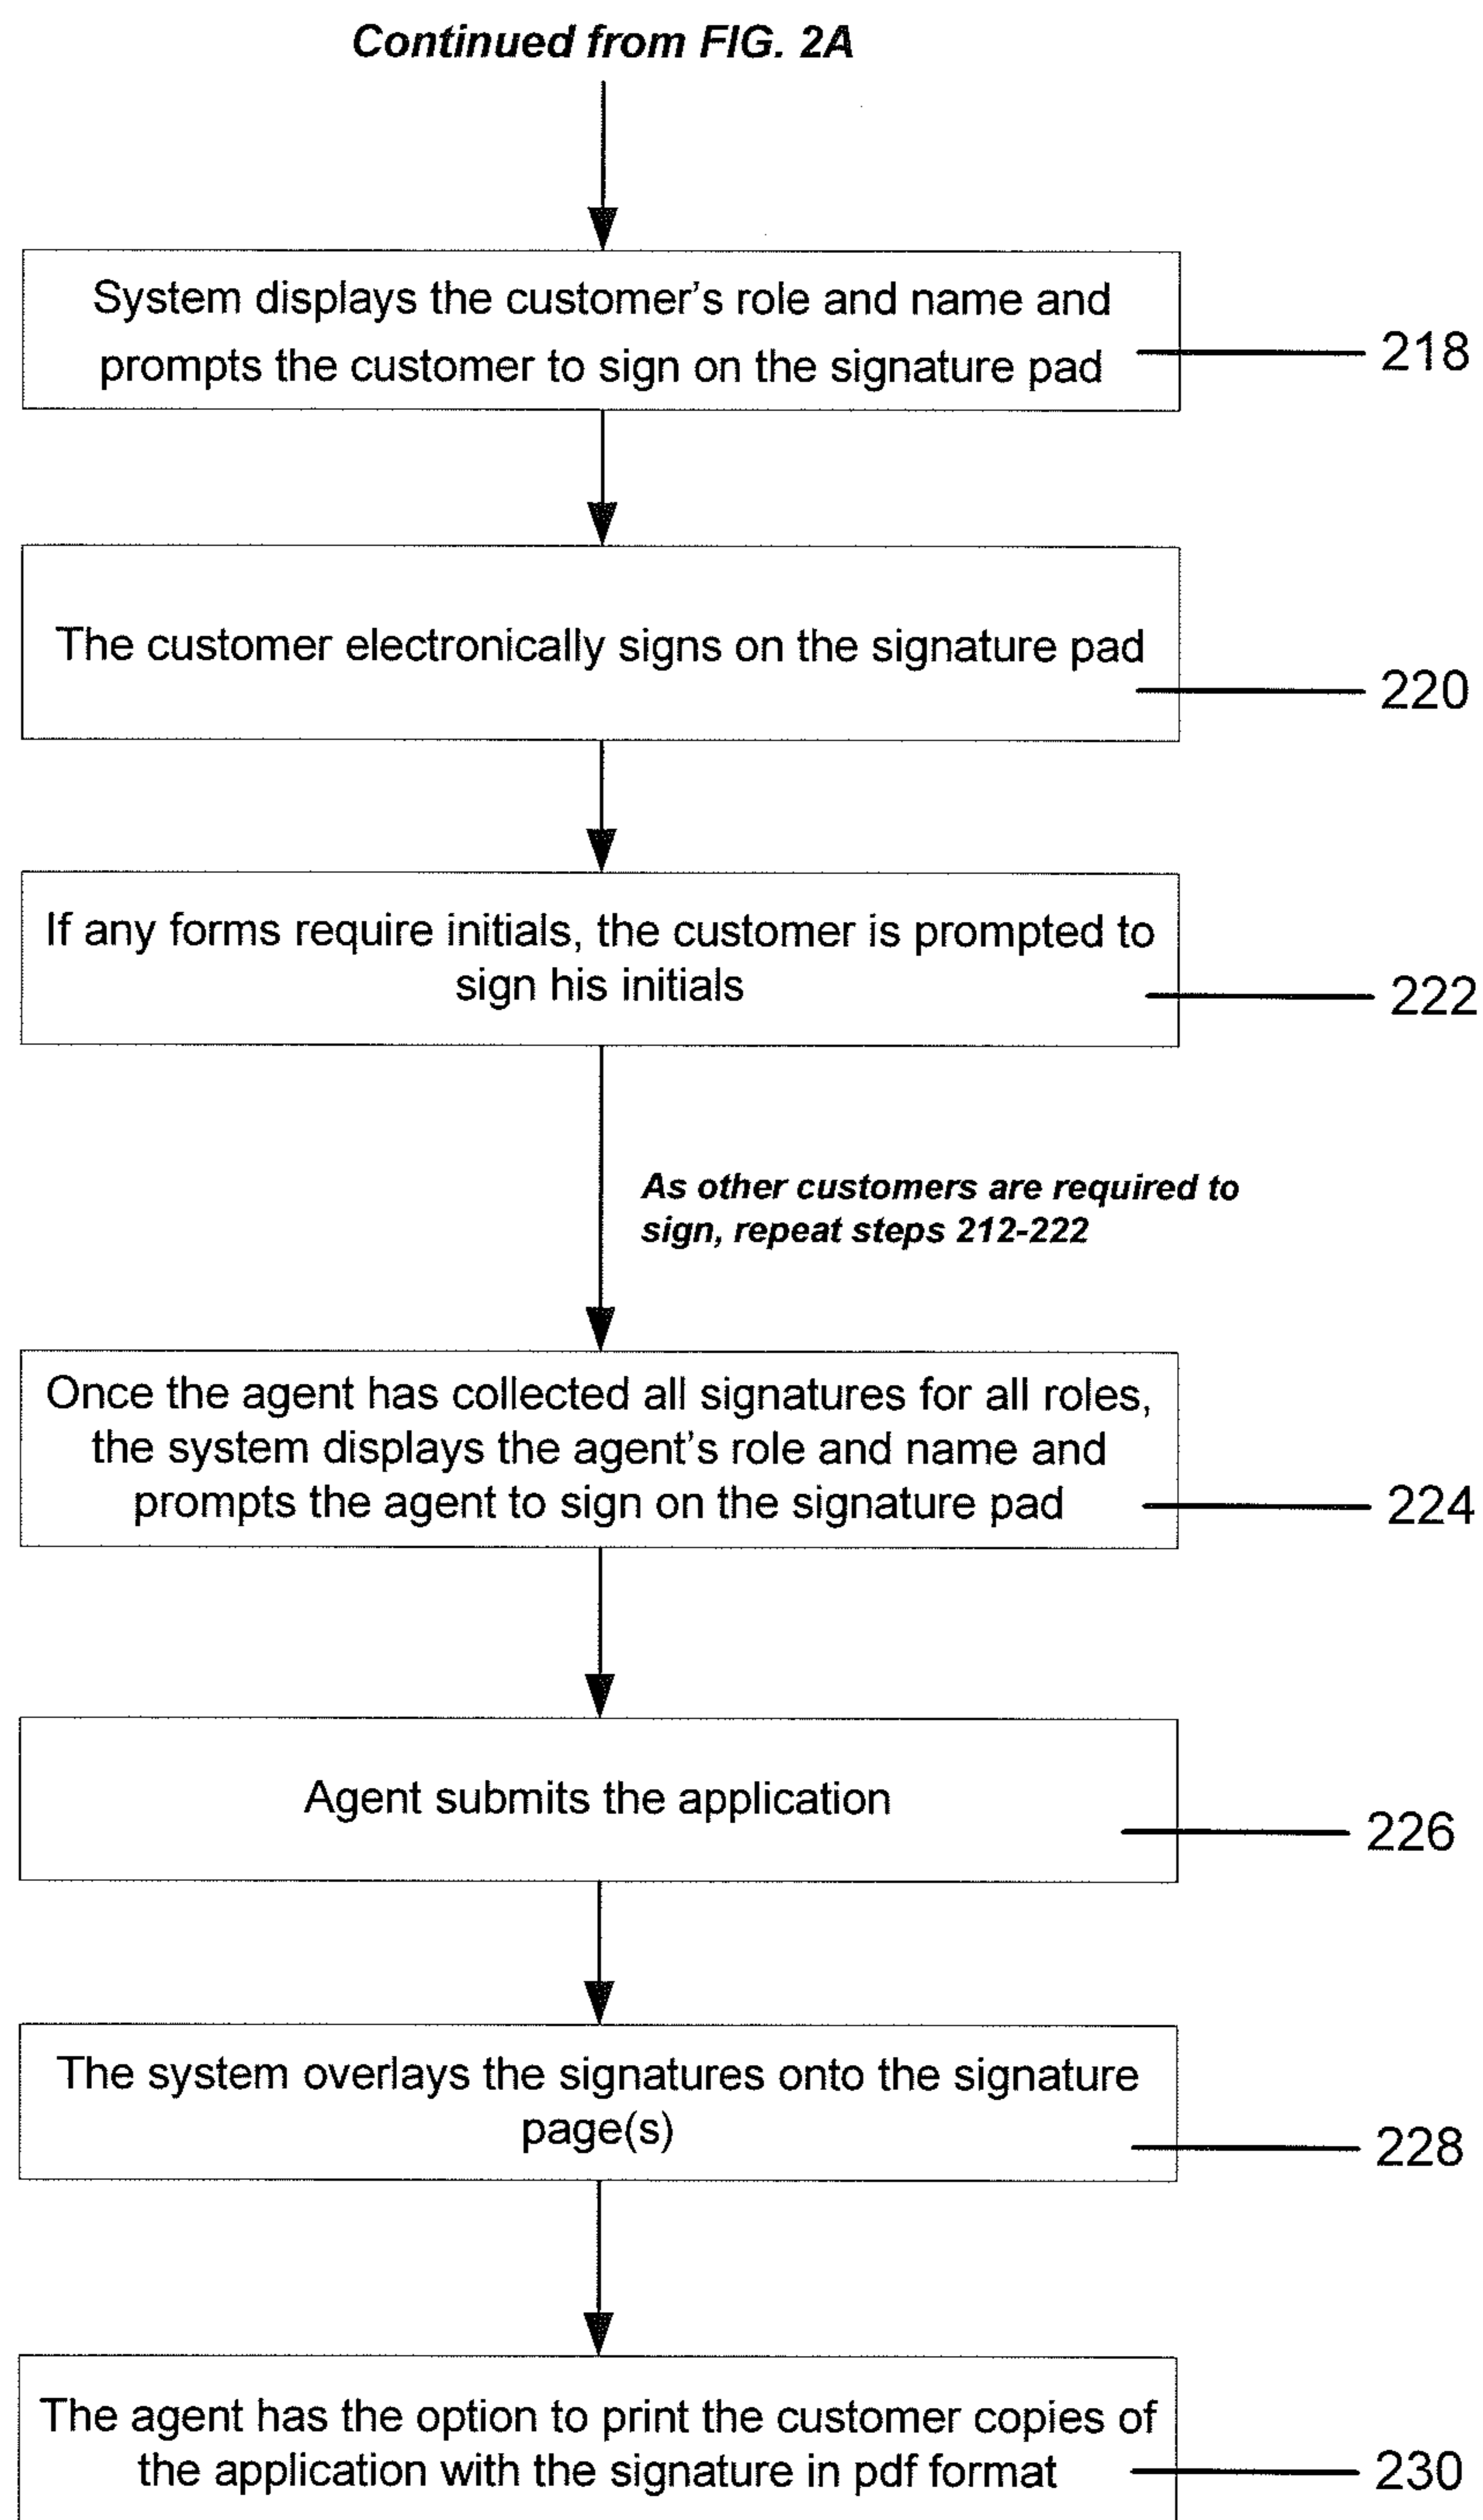 Continued from FIG. 2A
System displays the customer's role and name and
prompts the customer to sign on the signature pad
218
The customer electronically signs on the signature pad
220
If any forms require initials, the customer is prompted to
sign his initials
222
As other customers are required to
sign, repeat steps 212-222
Once the agent has collected all signatures for all roles,
the system displays the agent's role and name and
prompts the agent to sign on the signature pad
224
Agent submits the application
226
The system overlays the signatures onto the signature
page(s)
228
The agent has the option to print the customer copies of
the application with the signature in pdf format
230